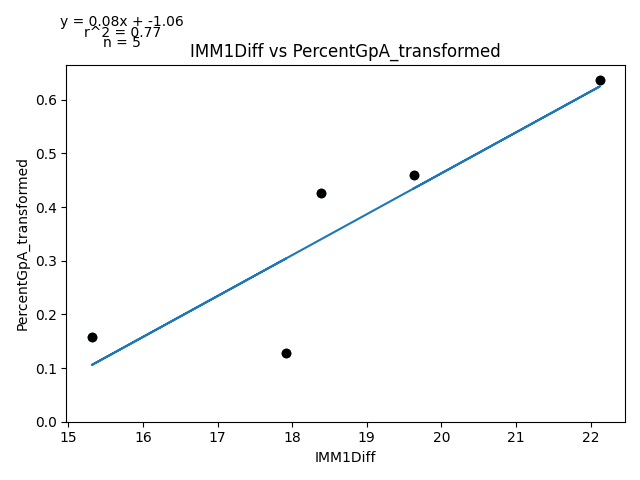 y = 0.08x + -1.06
r^2 = 0.77
n = 5
IMM1Diff vs PercentGpA_transformed
PercentGpA_transformed
0.6
0.5
0.4
0.3
0.2
0.1
0.0
15 16 17 18 19 20 21 22
IMM1Diff